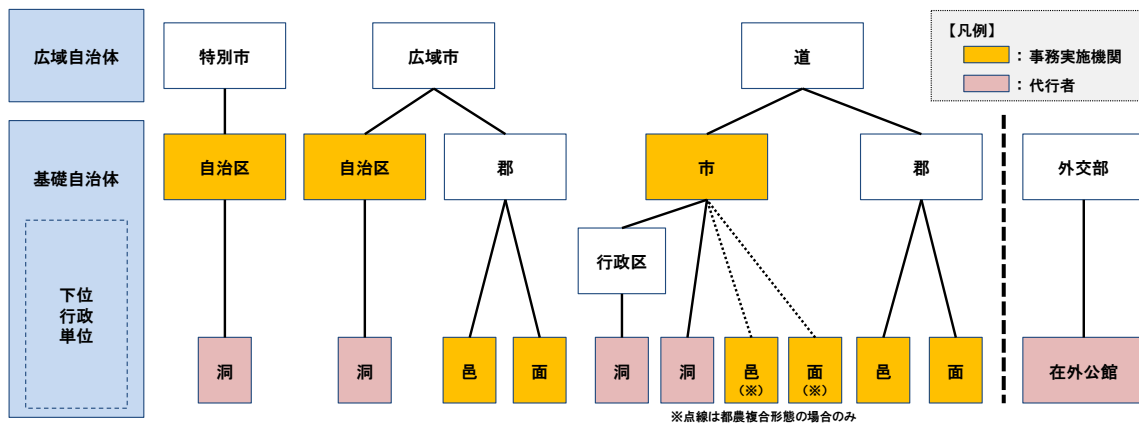 広域自治体
特別市
広域市
道
【凡例】
：事務実施機関
：代行者
基礎自治体
自治区
自治区
郡
市
郡
外交部
行政区
下位
行政
単位
洞
洞
邑
面
洞
洞
邑
（※）
面
（※）
邑
面
在外公館
※点線は都農複合形態の場合のみ